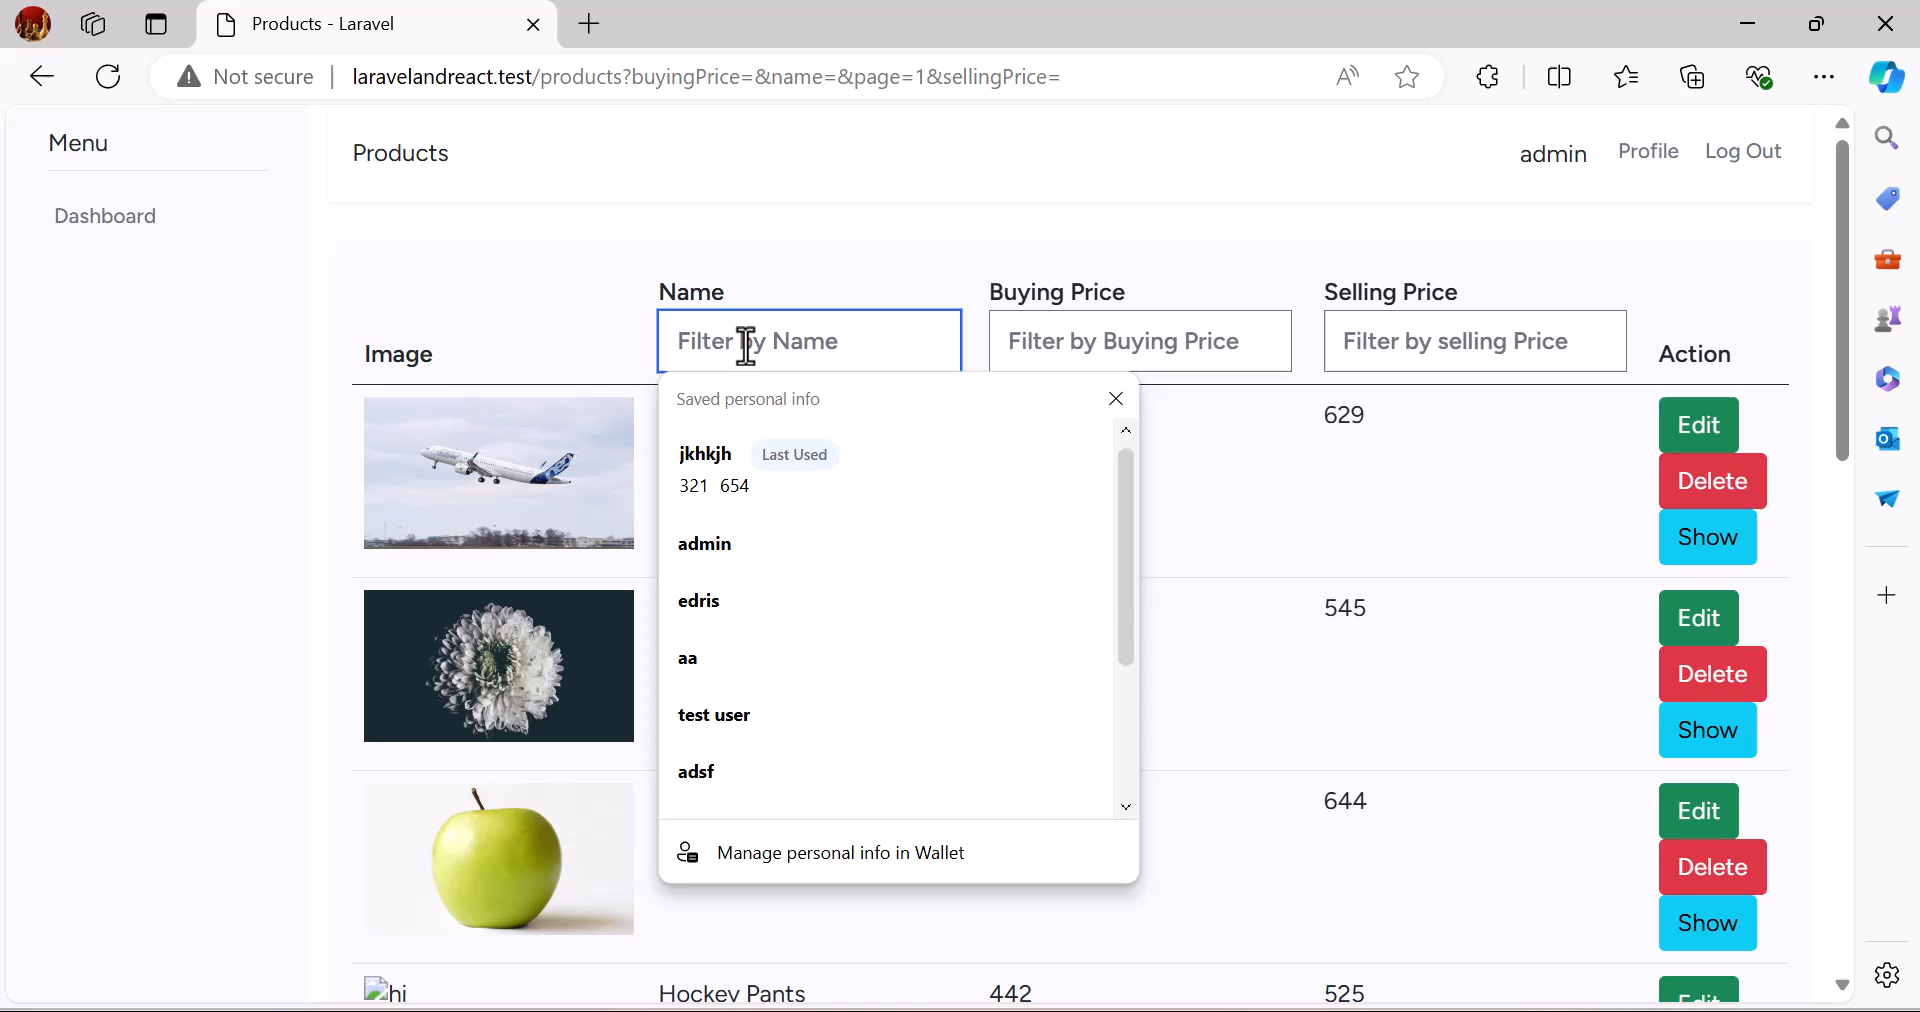 Products - Laravel
Not secure laravelandreact.test/products?buyingPrice=&name=&page=1&sellingPrice=
Menu
Dashboard
Products
admin Profile Log Out
Image
Name
Filter by Name
Buying Price
Filter by Buying Price
Selling Price
Filter by selling Price
Action
Saved personal info
jkhkjh Last Used
321 654
admin
edris
aa
test user
adsf
Manage personal info in Wallet
629
Edit
Delete
Show
545
Edit
Delete
Show
644
Edit
Delete
Show
hi Hockey Pants 442 525 Edit